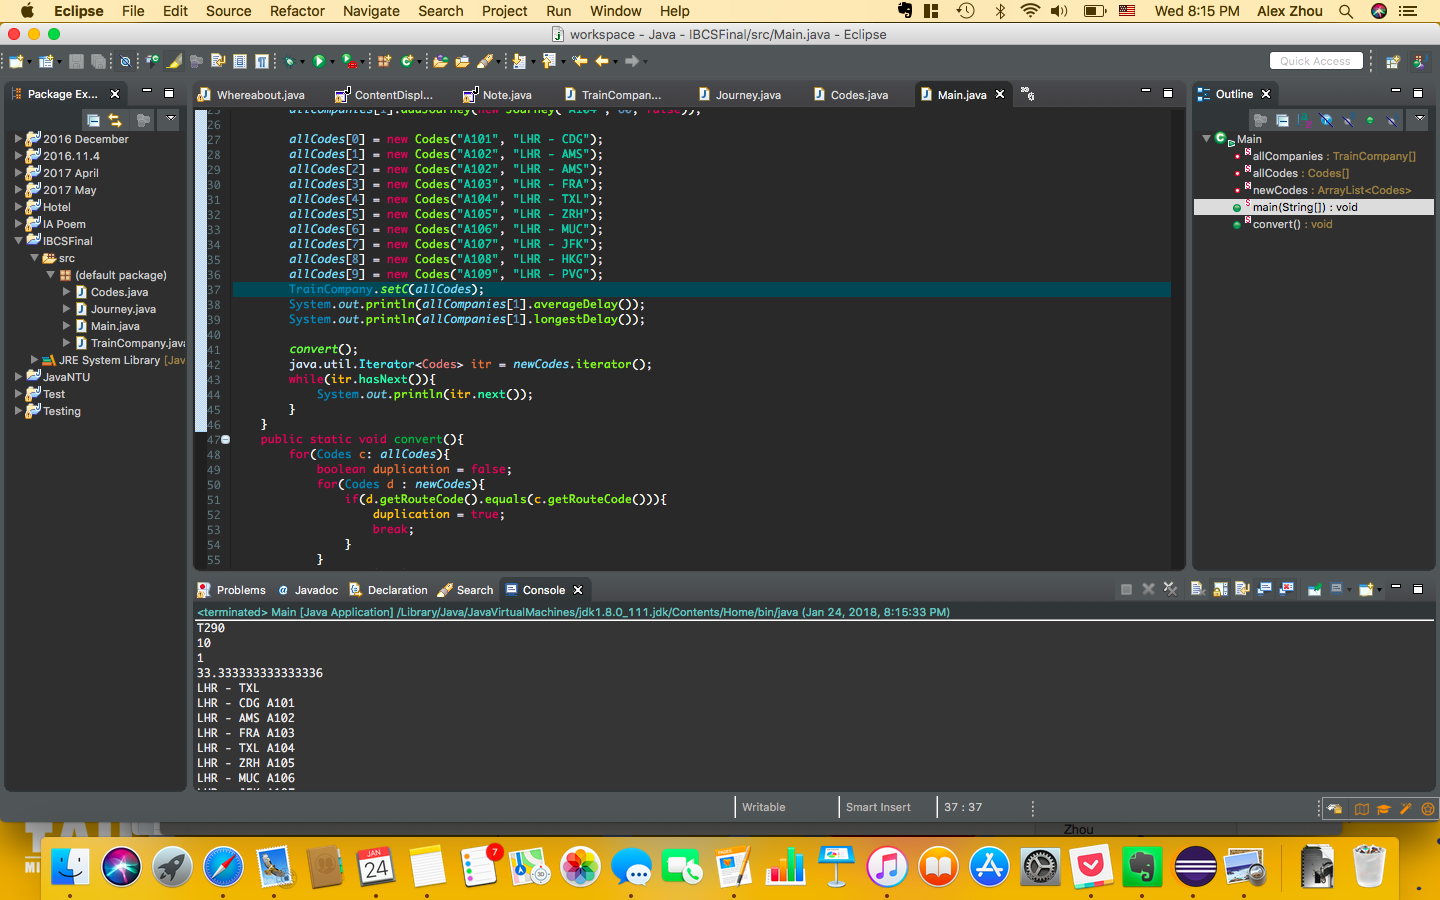 Eclipse File Edit Source Refactor Navigate Search Project Run Window Help Wed 8:15 PM Alex Zhou
workspace - Java - IBCSFinal/src/Main.java - Eclipse
Quick Access
Package Ex...
2016 December
2016.11.4
2017 April
2017 May
Hotel
IA Poem
IBCSFinal
src
(default package)
Codes.java
Journey.java
Main.java
TrainCompany.java
JRE System Library [Jav
JavaNTU
Test
Testing
Whereabout.java ContentDispl... Note.java TrainCompan... Journey.java Codes.java Main.java
26
27 allCodes[0] = new Codes("A101", "LHR - CDG");
28 allCodes[1] = new Codes("A102", "LHR - AMS");
29 allCodes[2] = new Codes("A102", "LHR - AMS");
30 allCodes[3] = new Codes("A103", "LHR - FRA");
31 allCodes[4] = new Codes("A104", "LHR - TXL");
32 allCodes[5] = new Codes("A105", "LHR - ZRH");
33 allCodes[6] = new Codes("A106", "LHR - MUC");
34 allCodes[7] = new Codes("A107", "LHR - JFK");
35 allCodes[8] = new Codes("A108", "LHR - HKG");
36 allCodes[9] = new Codes("A109", "LHR - PVG");
37 TrainCompany.setC(allCodes);
38 System.out.println(allCompanies[1].averageDelay());
39 System.out.println(allCompanies[1].longestDelay());
40
41 convert();
42 java.util.Iterator<Codes> itr = newCodes.iterator();
43 while(itr.hasNext()){
44 System.out.println(itr.next());
45 }
46 }
47 public static void convert(){
48 for(Codes c: allCodes){
49 boolean duplication = false;
50 for(Codes d : newCodes){
51 if(d.getRouteCode().equals(c.getRouteCode())){
52 duplication = true;
53 break;
54 }
55 }
Outline
Main
allCompanies : TrainCompany[]
allCodes : Codes[]
newCodes : ArrayList<Codes>
main(String[]) : void
convert() : void
Problems Javadoc Declaration Search Console
<terminated> Main [Java Application] /Library/Java/JavaVirtualMachines/jdk1.8.0_111.jdk/Contents/Home/bin/java (Jan 24, 2018, 8:15:33 PM)
T290
10
1
33.333333333333336
LHR - TXL
LHR - CDG A101
LHR - AMS A102
LHR - FRA A103
LHR - TXL A104
LHR - ZRH A105
LHR - MUC A106
Writable Smart Insert 37 : 37
Zhou
JAN
24
7
3D